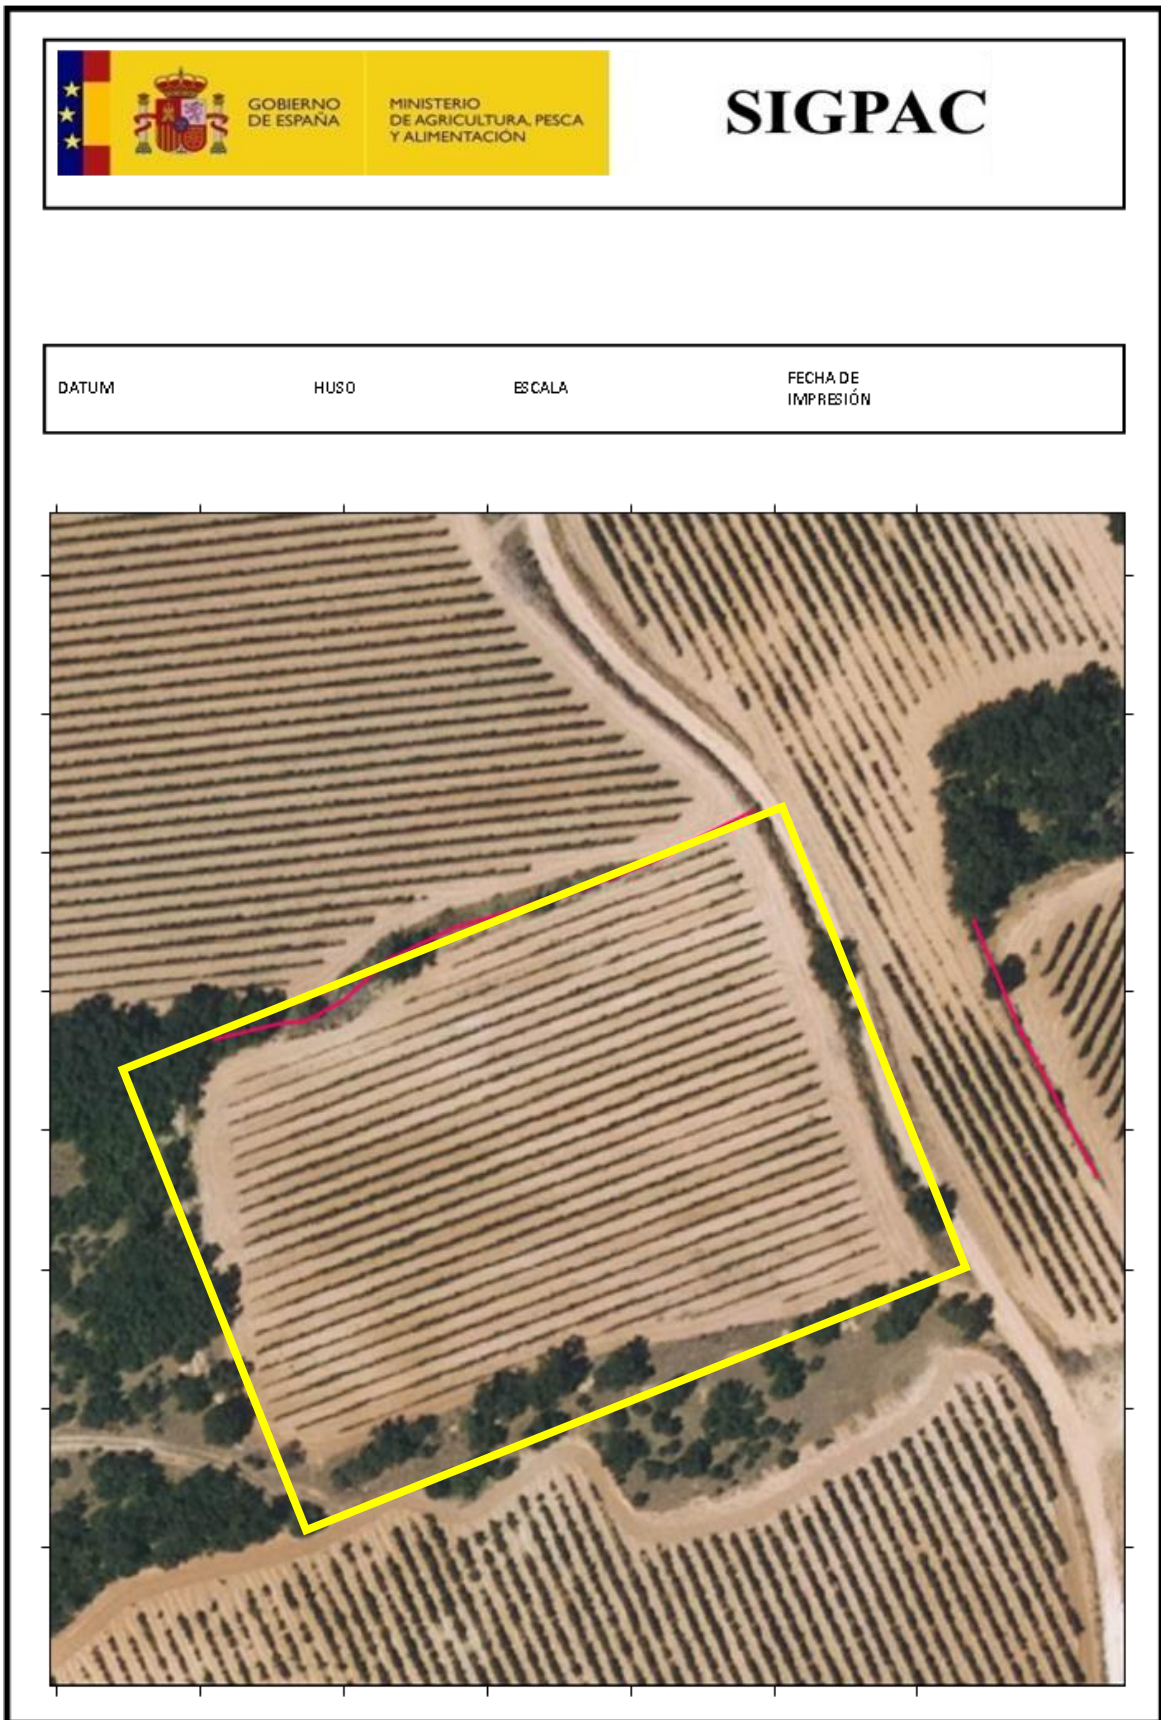 GOBIERNO
DE ESPAÑA
MINISTERIO
DE AGRICULTURA, PESCA
Y ALIMENTACIÓN
SIGPAC
DATUM
HUSO
ESCALA
FECHA DE
IMPRESIÓN